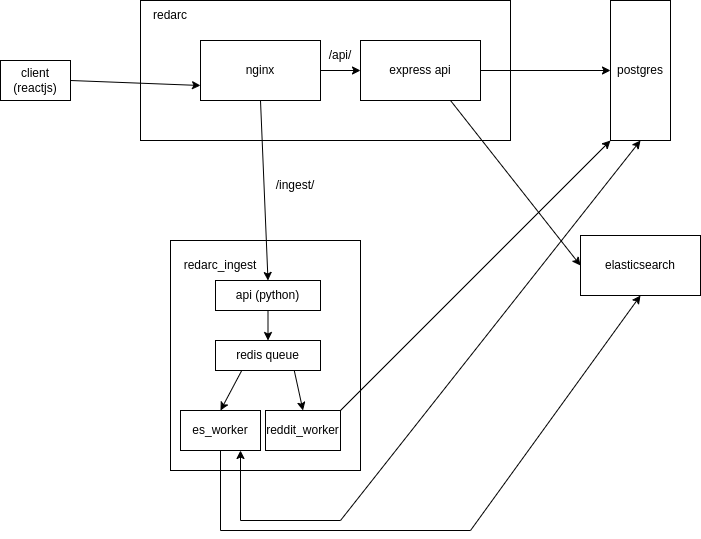 redarc
client
(reactjs)
nginx
/api/
express api
postgres
/ingest/
redarc_ingest
elasticsearch
api (python)
redis queue
es_worker
reddit_worker